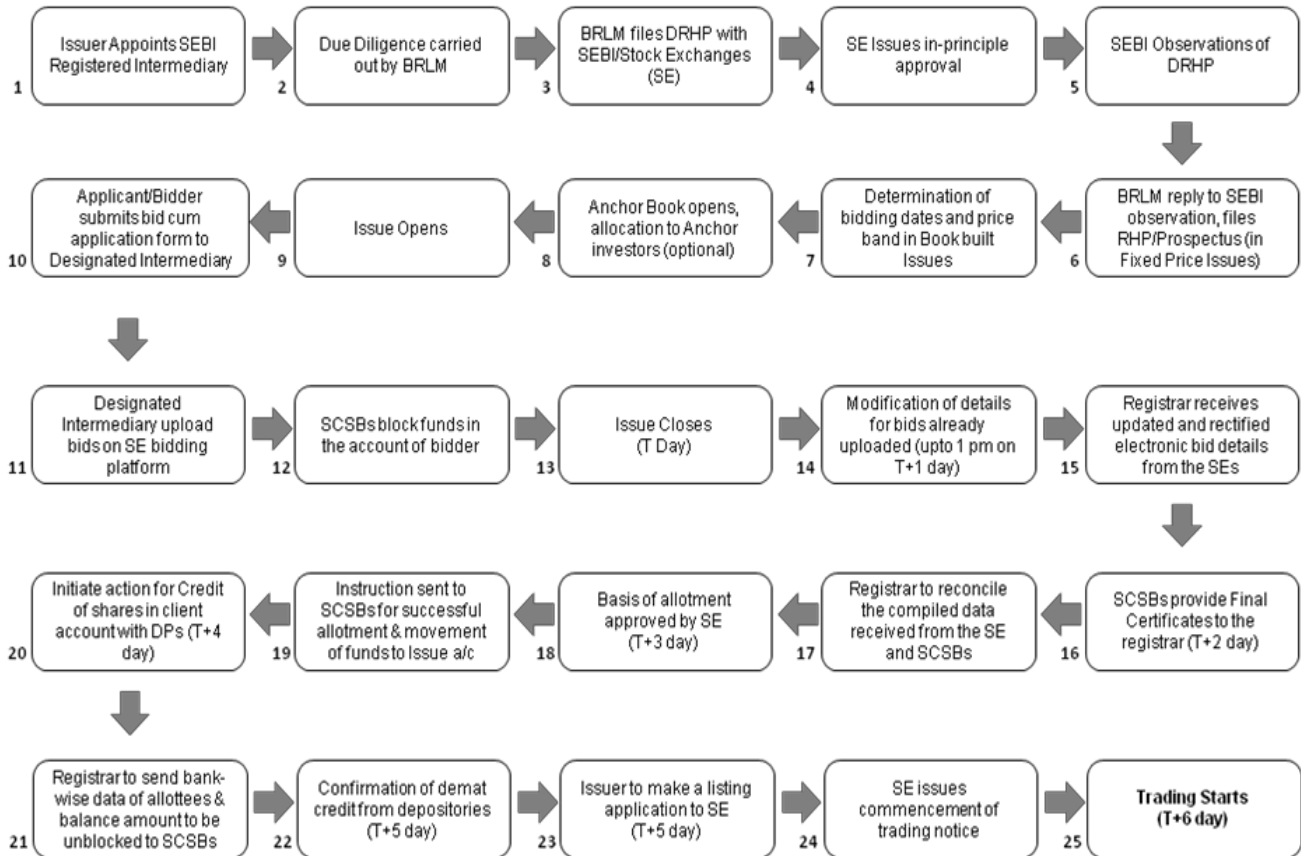 1
Issuer Appoints SEBI
Registered Intermediary
2
Due Diligence carried
out by BRLM
3
BRLM files DRHP with
SEBI/Stock Exchanges
(SE)
4
SE Issues in-principle
approval
5
SEBI Observations of
DRHP
6
BRLM reply to SEBI
observation, files
RHP/Prospectus (in
Fixed Price Issues)
7
Determination of
bidding dates and price
band in Book built
Issues
8
Anchor Book opens,
allocation to Anchor
investors (optional)
9
Issue Opens
10
Applicant/Bidder
submits bid cum
application form to
Designated Intermediary
11
Designated
Intermediary upload
bids on SE bidding
platform
12
SCSBs block funds in
the account of bidder
13
Issue Closes
(T Day)
14
Modification of details
for bids already
uploaded (upto 1 pm on
T+1 day)
15
Registrar receives
updated and rectified
electronic bid details
from the SEs
16
SCSBs provide Final
Certificates to the
registrar (T+2 day)
17
Registrar to reconcile
the compiled data
received from the SE
and SCSBs
18
Basis of allotment
approved by SE
(T+3 day)
19
Instruction sent to
SCSBs for successful
allotment & movement
of funds to Issue a/c
20
Initiate action for Credit
of shares in client
account with DPs (T+4
day)
21
Registrar to send bank-
wise data of allottees &
balance amount to be
unblocked to SCSBs
22
Confirmation of demat
credit from depositories
(T+5 day)
23
Issuer to make a listing
application to SE
(T+5 day)
24
SE issues
commencement of
trading notice
25
Trading Starts
(T+6 day)